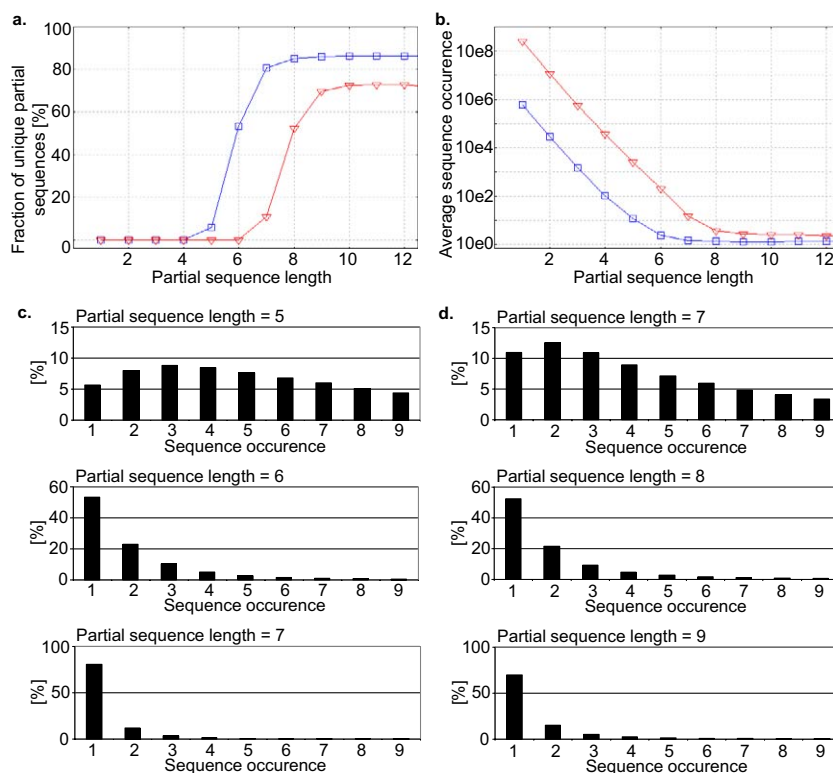 a.
Fraction of unique partial
sequences [%]
100
80
60
40
20
0
2 4 6 8 10 12
Partial sequence length
b.
Average sequence occurence
10e8
10e6
10e4
10e2
10e0
2 4 6 8 10 12
Partial sequence length
c.
Partial sequence length = 5
[%]
15
10
5
0
1 2 3 4 5 6 7 8 9
Sequence occurence
Partial sequence length = 6
[%]
60
40
20
0
1 2 3 4 5 6 7 8 9
Sequence occurence
Partial sequence length = 7
[%]
100
50
0
1 2 3 4 5 6 7 8 9
Sequence occurence
d.
Partial sequence length = 7
[%]
15
10
5
0
1 2 3 4 5 6 7 8 9
Sequence occurence
Partial sequence length = 8
[%]
60
40
20
0
1 2 3 4 5 6 7 8 9
Sequence occurence
Partial sequence length = 9
[%]
100
50
0
1 2 3 4 5 6 7 8 9
Sequence occurence